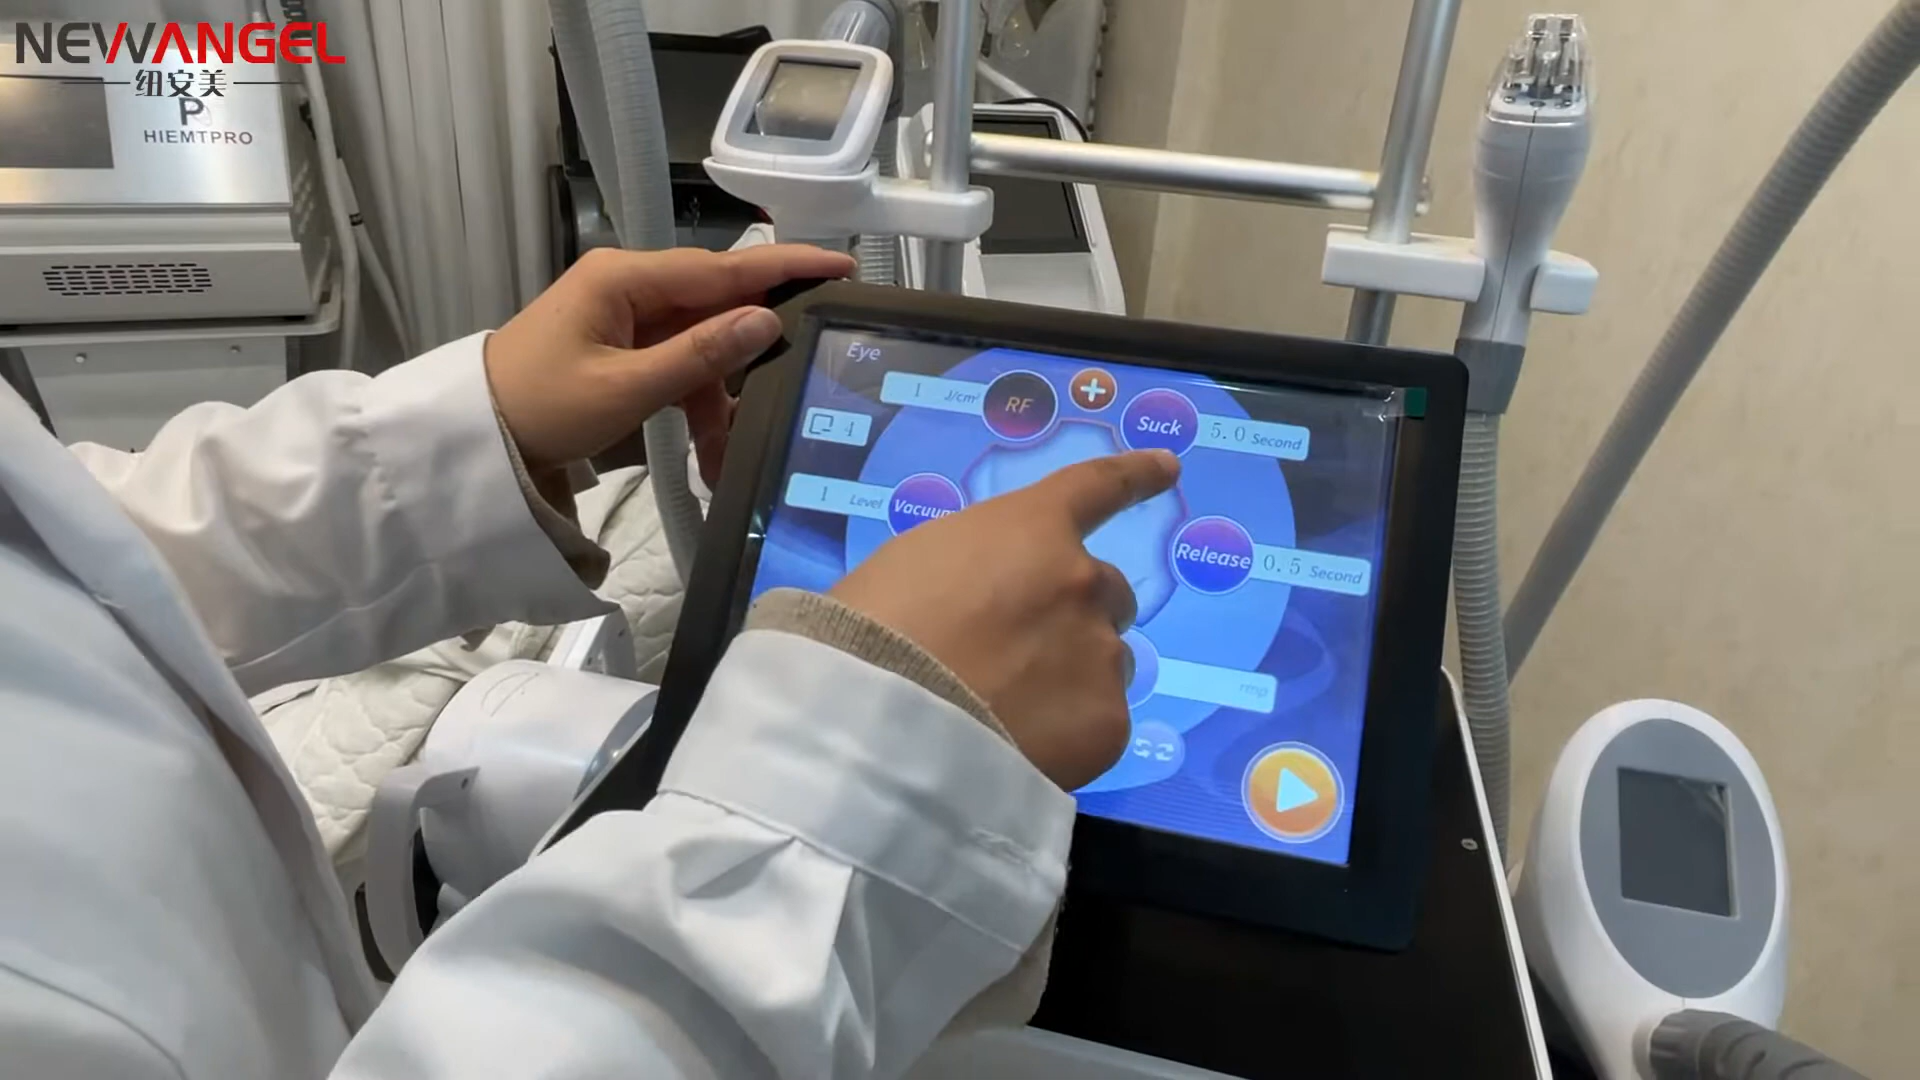 NEWANGEL
纽安美
P
HIEMTPRO
Eye
1 J/cm²
RF
Suck
5.0 Second
4
1 Level
Vacuum
Release
0.5 Second
rmp